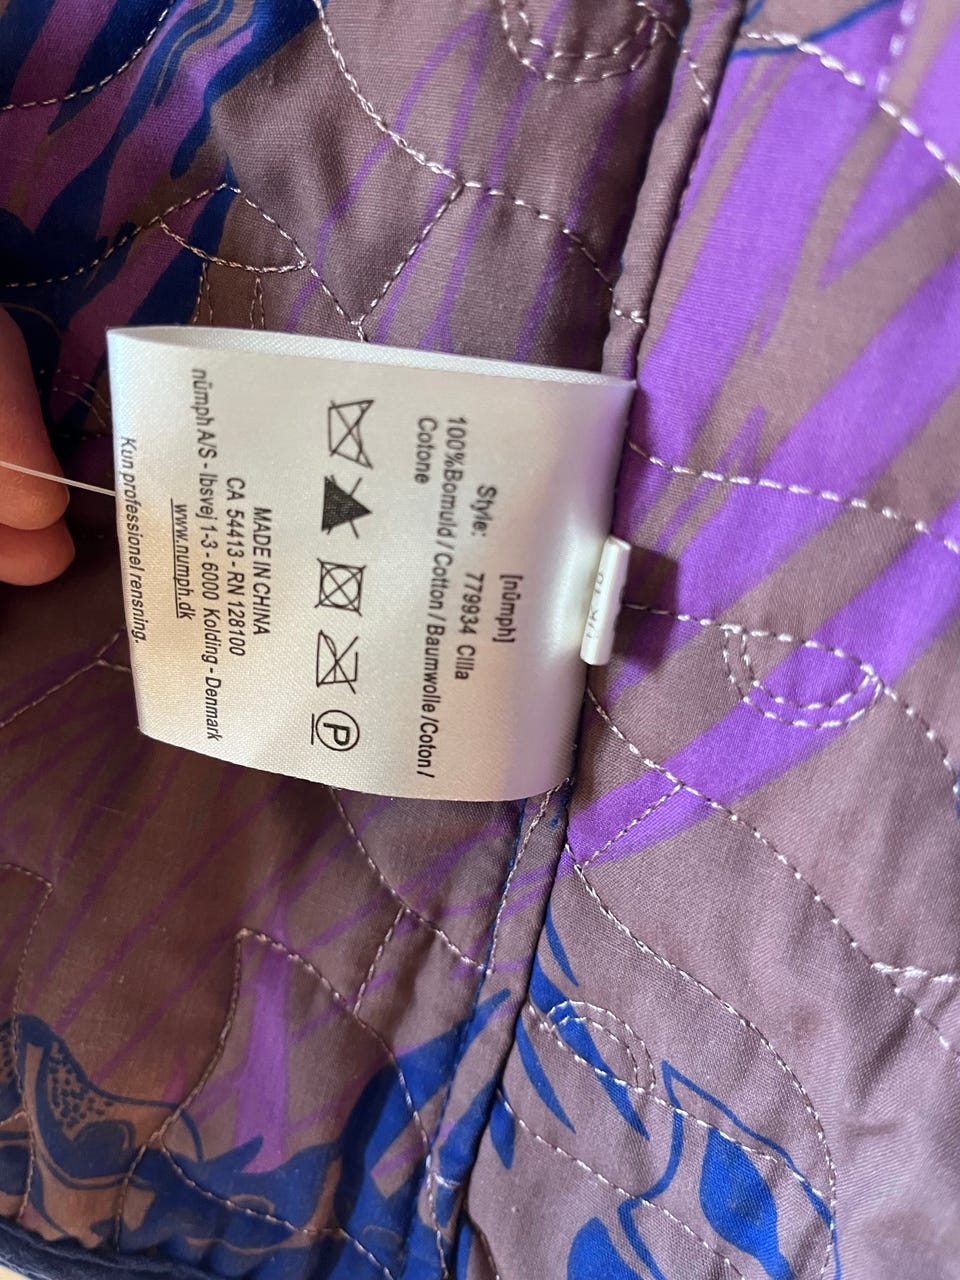 [nümph]
Style: 779934 Cilla
100%Bomuld / Cotton / Baumwolle /Coton /
Cotone
P
MADE IN CHINA
CA 54413 - RN 128100
nümph A/S - Ibsvej 1-3 - 6000 Kolding - Denmark
www.numph.dk
Kun professionel rensning.